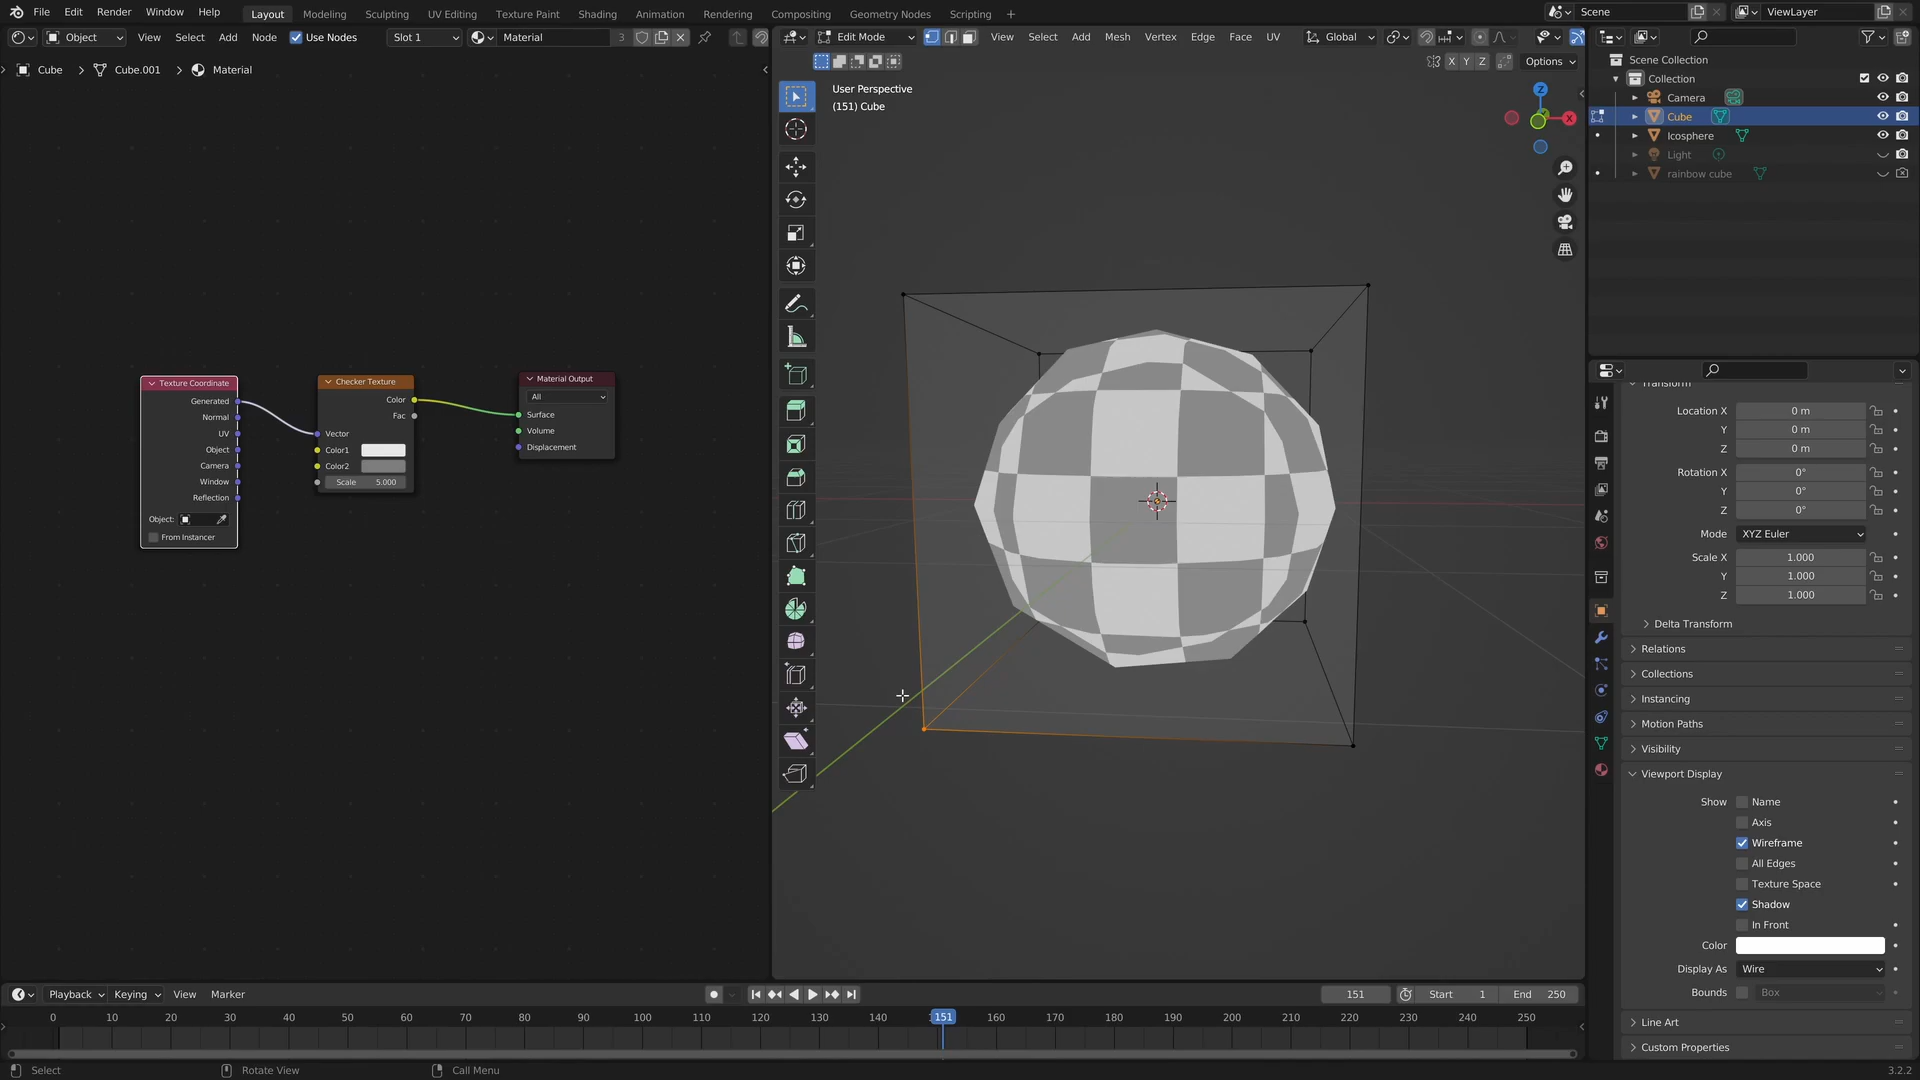 File Edit Render Window Help Layout Modeling Sculpting UV Editing Texture Paint Shading Animation Rendering Compositing Geometry Nodes Scripting + Scene ViewLayer
Object View Select Add Node Use Nodes Slot 1 Material 3
Edit Mode View Select Add Mesh Vertex Edge Face UV Global
X Y Z Options
Cube > Cube.001 > Material
User Perspective
(151) Cube
Z
X
Texture Coordinate
Generated
Normal
UV
Object
Camera
Window
Reflection
Object:
From Instancer
Checker Texture
Color
Fac
Vector
Color1
Color2
Scale 5.000
Material Output
All
Surface
Volume
Displacement
Scene Collection
Collection
Camera
Cube
Icosphere
Light
rainbow cube
Transform
Location X 0 m
Y 0 m
Z 0 m
Rotation X 0°
Y 0°
Z 0°
Mode XYZ Euler
Scale X 1.000
Y 1.000
Z 1.000
Delta Transform
Relations
Collections
Instancing
Motion Paths
Visibility
Viewport Display
Show Name
Axis
Wireframe
All Edges
Texture Space
Shadow
In Front
Color
Display As Wire
Bounds Box
Line Art
Custom Properties
Playback Keying View Marker 151 Start 1 End 250
0 10 20 30 40 50 60 70 80 90 100 110 120 130 140 151 160 170 180 190 200 210 220 230 240 250
Select Rotate View Call Menu 3.2.2